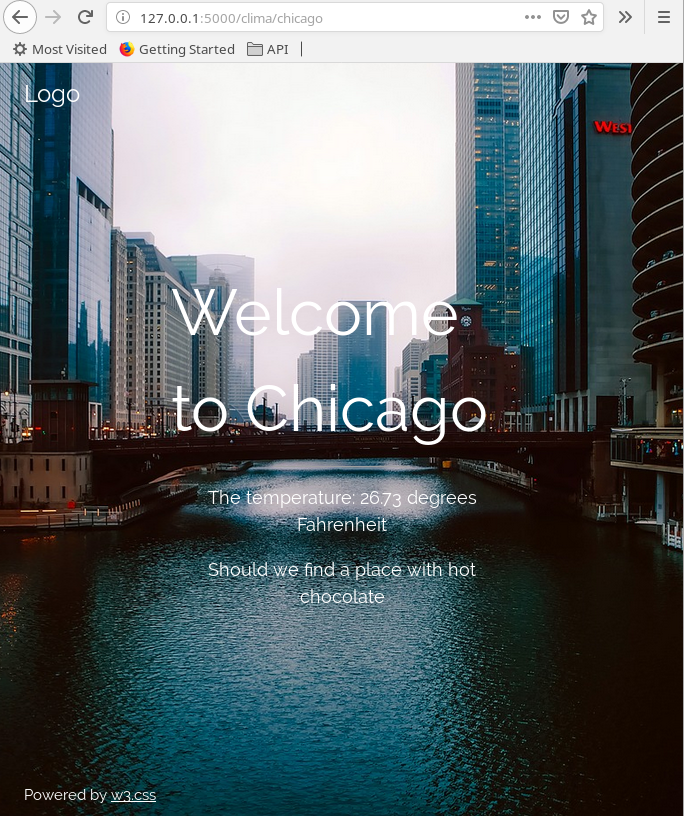 127.0.0.1:5000/clima/chicago
Most Visited Getting Started API
Logo
West
Welcome
to Chicago
The temperature: 26.73 degrees
Fahrenheit
Should we find a place with hot
chocolate
Powered by w3.css